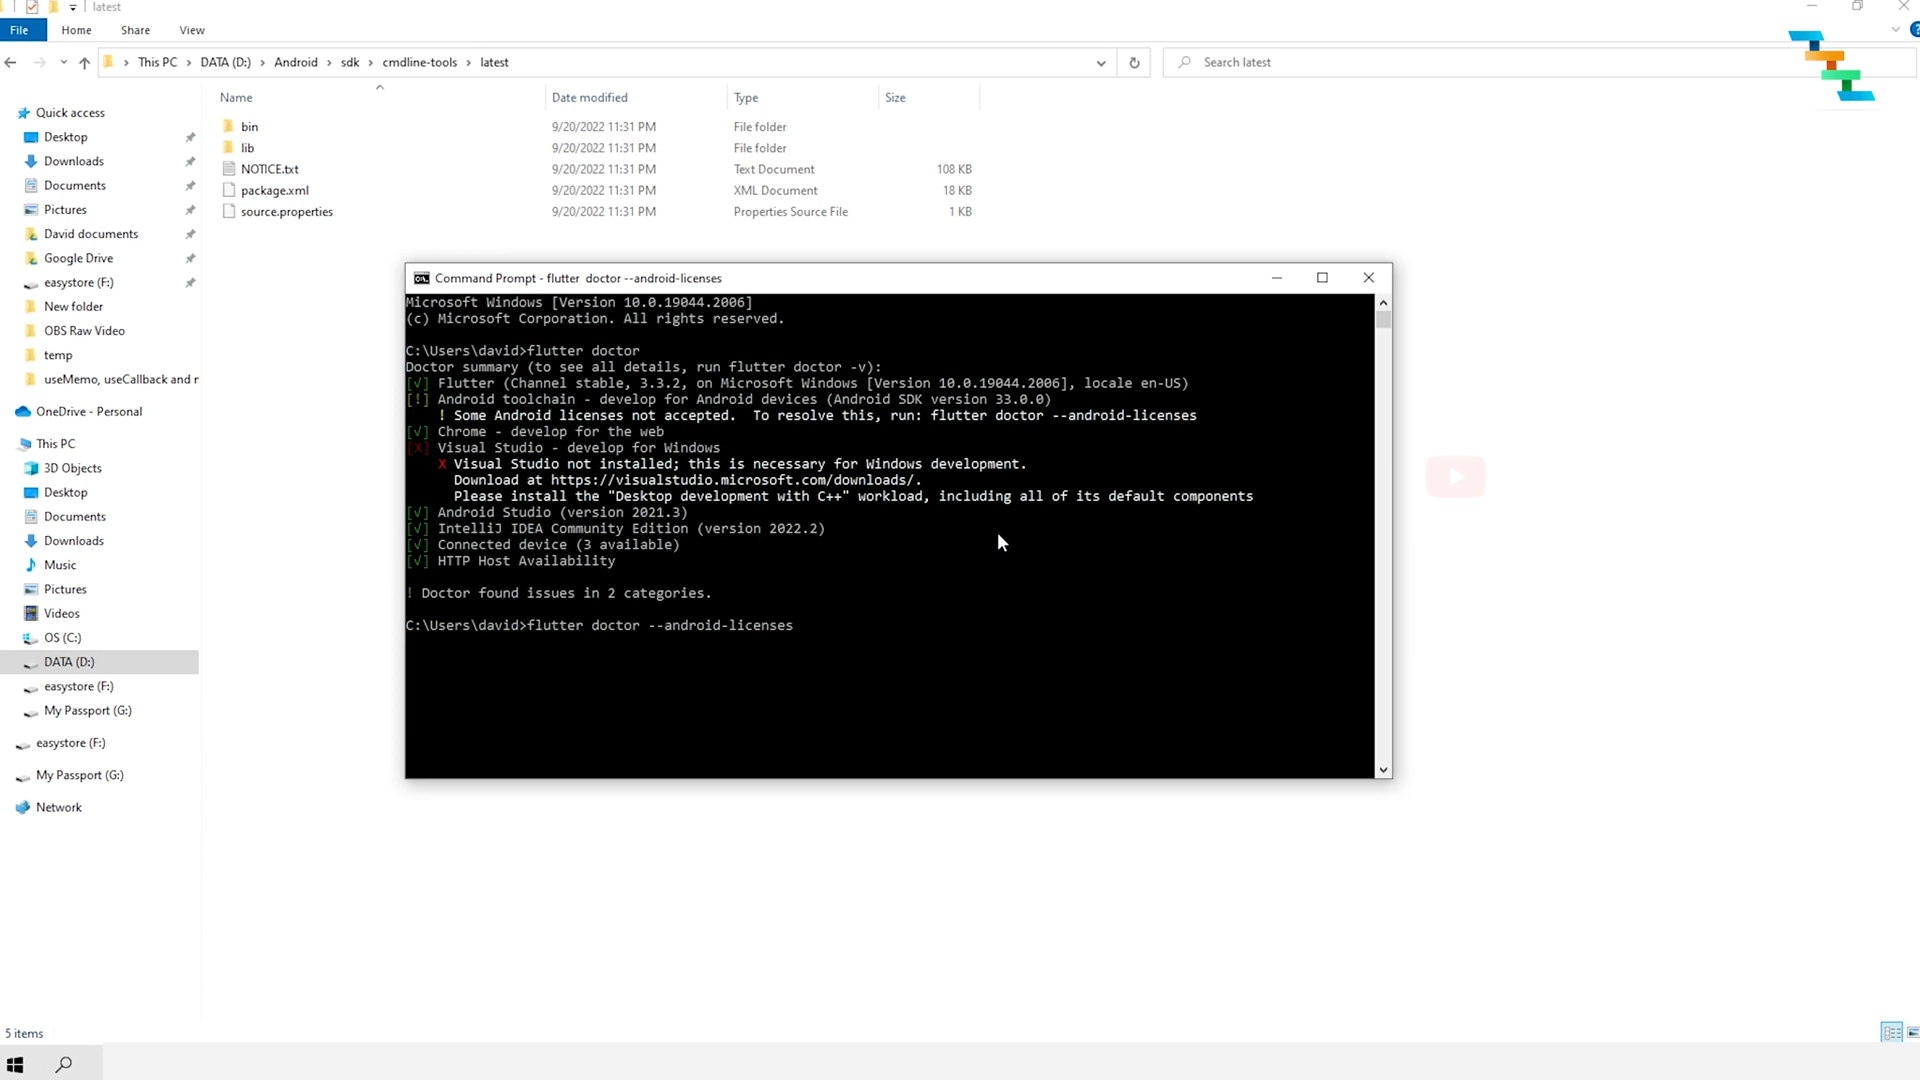 latest
File Home Share View
This PC > DATA (D:) > Android > sdk > cmdline-tools > latest
Search latest
Name Date modified Type Size
bin 9/20/2022 11:31 PM File folder
lib 9/20/2022 11:31 PM File folder
NOTICE.txt 9/20/2022 11:31 PM Text Document 108 KB
package.xml 9/20/2022 11:31 PM XML Document 18 KB
source.properties 9/20/2022 11:31 PM Properties Source File 1 KB
Quick access
Desktop
Downloads
Documents
Pictures
David documents
Google Drive
easystore (F:)
New folder
OBS Raw Video
temp
useMemo, useCallback and r
OneDrive - Personal
This PC
3D Objects
Desktop
Documents
Downloads
Music
Pictures
Videos
OS (C:)
DATA (D:)
easystore (F:)
My Passport (G:)
easystore (F:)
My Passport (G:)
Network
5 items
Command Prompt - flutter  doctor --android-licenses
Microsoft Windows [Version 10.0.19044.2006]
(c) Microsoft Corporation. All rights reserved.
C:\Users\david>flutter doctor
Doctor summary (to see all details, run flutter doctor -v):
[√] Flutter (Channel stable, 3.3.2, on Microsoft Windows [Version 10.0.19044.2006], locale en-US)
[!] Android toolchain - develop for Android devices (Android SDK version 33.0.0)
! Some Android licenses not accepted.  To resolve this, run: flutter doctor --android-licenses
[√] Chrome - develop for the web
[X] Visual Studio - develop for Windows
X Visual Studio not installed; this is necessary for Windows development.
Download at https://visualstudio.microsoft.com/downloads/.
Please install the "Desktop development with C++" workload, including all of its default components
[√] Android Studio (version 2021.3)
[√] IntelliJ IDEA Community Edition (version 2022.2)
[√] Connected device (3 available)
[√] HTTP Host Availability
! Doctor found issues in 2 categories.
C:\Users\david>flutter doctor --android-licenses